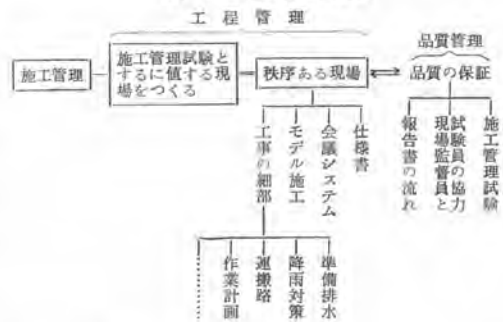 工程管理
品質管理
施工管理
施工管理試験と
するに値する現
場をつくる
秩序ある現場
品質の保証
仕様書
会議システム
モデル施工
工事の細部
施工管理試験
試験員の協力
現場監督員と
報告書の流れ
準備排水
降雨対策
運搬路
作業計画